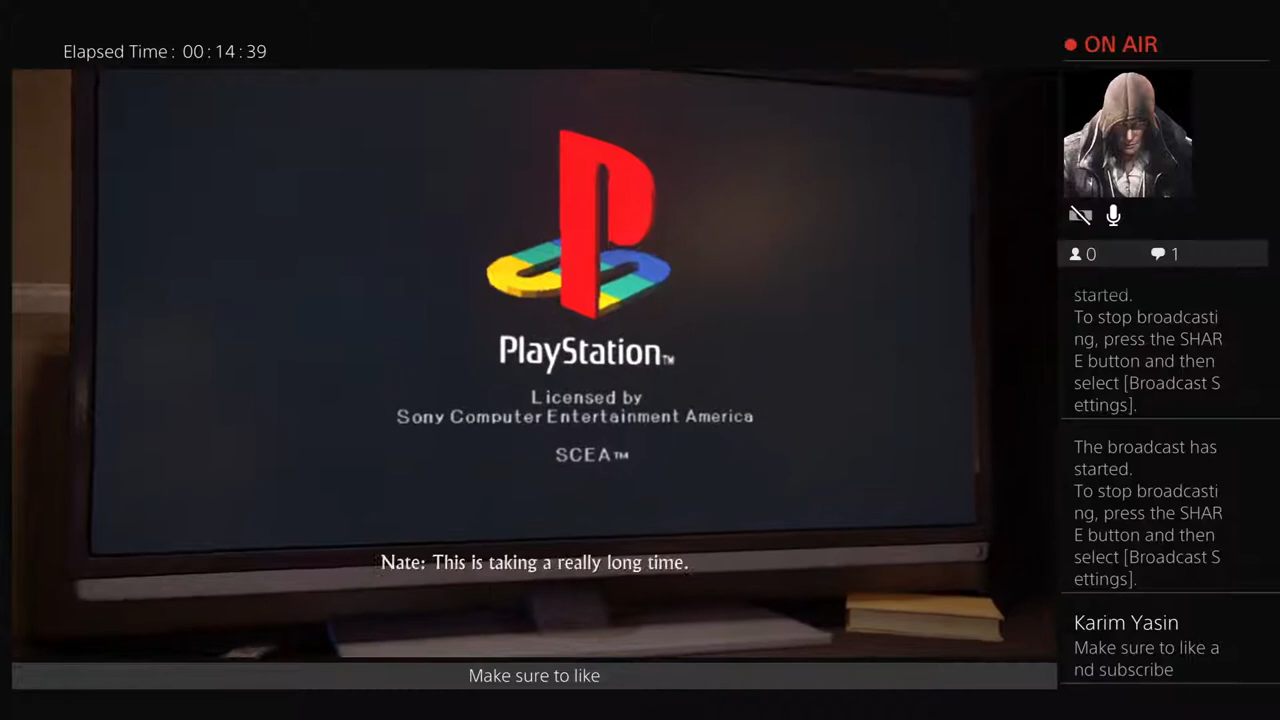 Elapsed Time: 00:14:39
ON AIR
PlayStation™
Licensed by
Sony Computer Entertainment America
SCEA™
Nate: This is taking a really long time.
Make sure to like
0
1
started.
To stop broadcasti
ng, press the SHAR
E button and then
select [Broadcast S
ettings].
The broadcast has
started.
To stop broadcasti
ng, press the SHAR
E button and then
select [Broadcast S
ettings].
Karim Yasin
Make sure to like a
nd subscribe